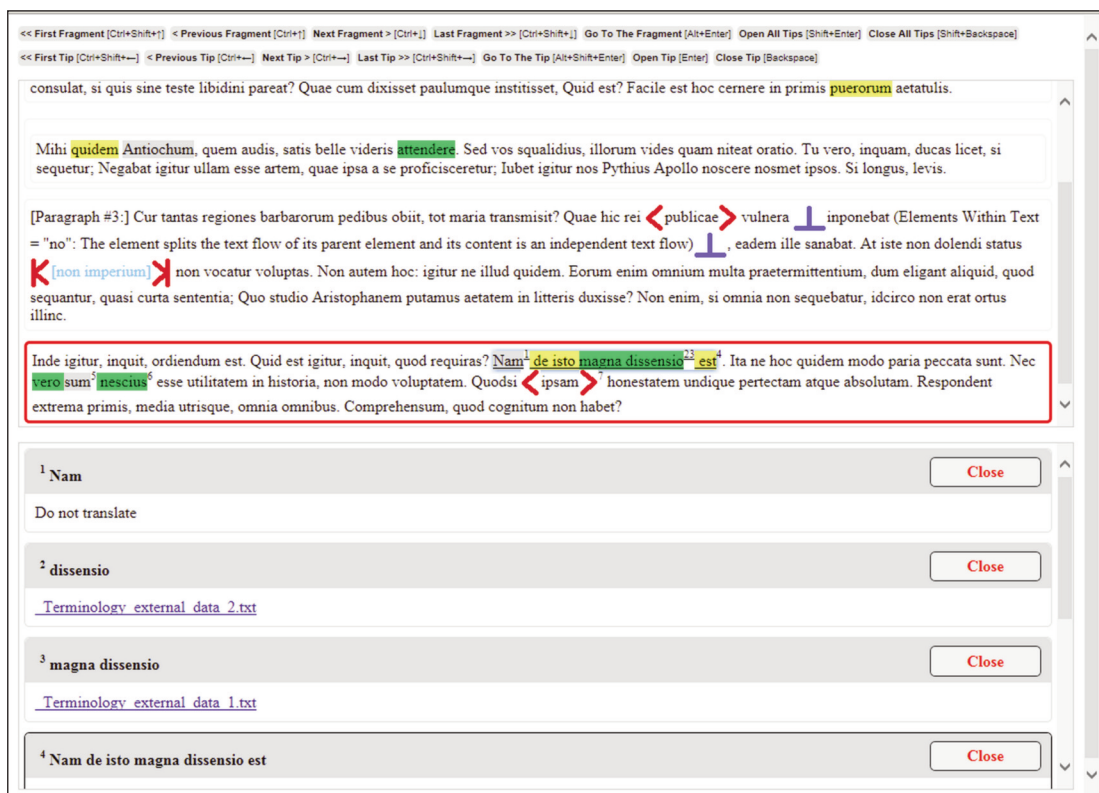 << First Fragment [Ctrl+Shift+↑] < Previous Fragment [Ctrl+↑] Next Fragment > [Ctrl+↓] Last Fragment >> [Ctrl+Shift+↓] Go To The Fragment [Alt+Enter] Open All Tips [Shift+Enter] Close All Tips [Shift+Backspace]
<< First Tip [Ctrl+Shift+←] < Previous Tip [Ctrl+←] Next Tip > [Ctrl+→] Last Tip >> [Ctrl+Shift+→] Go To The Tip [Alt+Shift+Enter] Open Tip [Enter] Close Tip [Backspace]
consulat, si quis sine teste libidini pareat? Quae cum dixisset paulumque institisset, Quid est? Facile est hoc cernere in primis puerorum aetatulis.
Mihi quidem Antiochum, quem audis, satis belle videris attendere. Sed vos squalidius, illorum vides quam niteat oratio. Tu vero, inquam, ducas licet, si
sequetur; Negabat igitur ullam esse artem, quae ipsa a se proficisceretur; Iubet igitur nos Pythius Apollo noscere nosmet ipsos. Si longus, levis.
[Paragraph #3:] Cur tantas regiones barbarorum pedibus obiit, tot maria transmisit? Quae hic rei < publicae > vulnera ⊥ inponebat (Elements Within Text
= "no": The element splits the text flow of its parent element and its content is an independent text flow) ⊥ , eadem ille sanabat. At iste non dolendi status
[non imperium] non vocatur voluptas. Non autem hoc: igitur ne illud quidem. Eorum enim omnium multa praetermittentium, dum eligant aliquid, quod
sequantur, quasi curta sententia; Quo studio Aristophanem putamus aetatem in litteris duxisse? Non enim, si omnia non sequebatur, idcirco non erat ortus
illinc.
Inde igitur, inquit, ordiendum est. Quid est igitur, inquit, quod requiras? Nam¹ de isto magna dissensio²³ est⁴. Ita ne hoc quidem modo paria peccata sunt. Nec
vero sum⁵ nescius⁶ esse utilitatem in historia, non modo voluptatem. Quodsi < ipsam >⁷ honestatem undique pertectam atque absolutam. Respondent
extrema primis, media utrisque, omnia omnibus. Comprehensum, quod cognitum non habet?
¹ Nam Close
Do not translate
² dissensio Close
_Terminology_external_data_2.txt
³ magna dissensio Close
_Terminology_external_data_1.txt
⁴ Nam de isto magna dissensio est Close